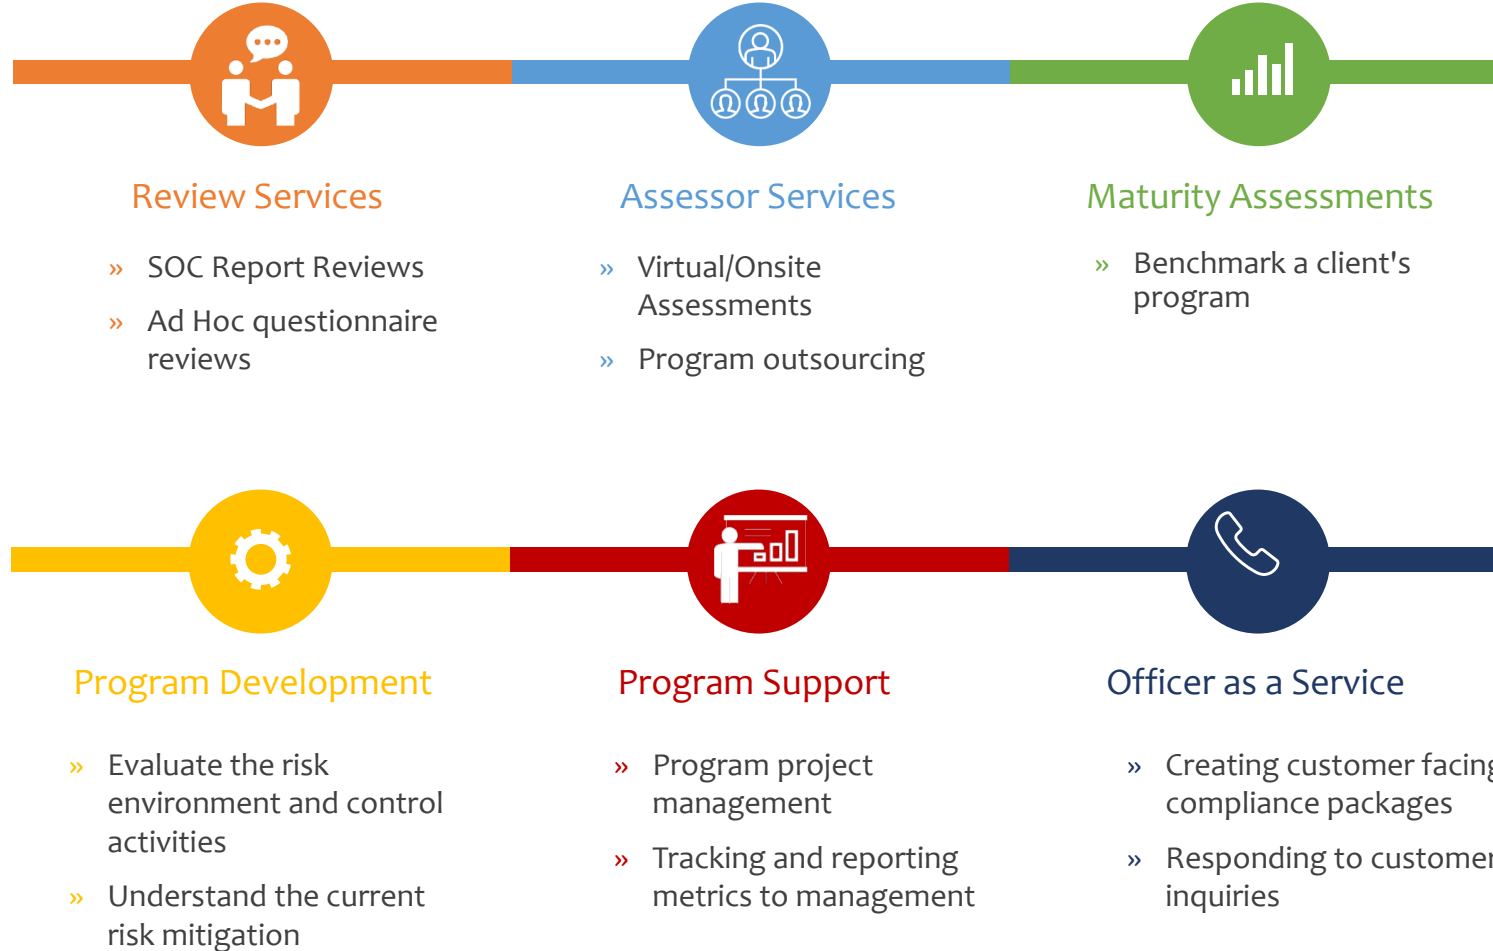 Review Services
» SOC Report Reviews
» Ad Hoc questionnaire
reviews
Assessor Services
» Virtual/Onsite
Assessments
» Program outsourcing
Maturity Assessments
» Benchmark a client's
program
Program Development
» Evaluate the risk
environment and control
activities
» Understand the current
risk mitigation
Program Support
» Program project
management
» Tracking and reporting
metrics to management
Officer as a Service
» Creating customer facing
compliance packages
» Responding to customer
inquiries